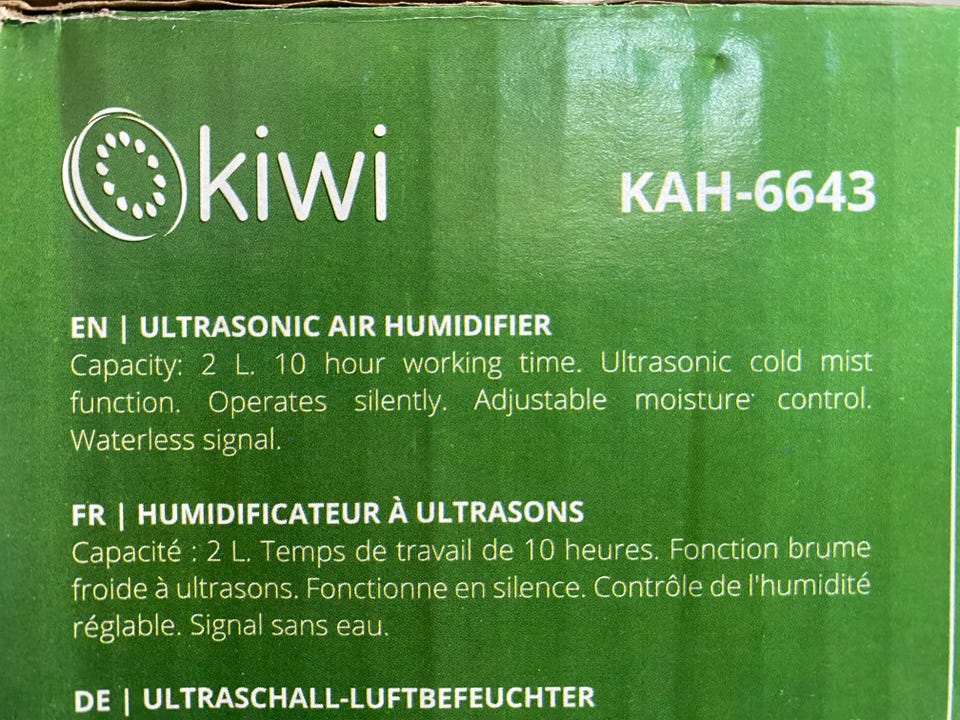 kiwi
KAH-6643
EN | ULTRASONIC AIR HUMIDIFIER
Capacity: 2 L. 10 hour working time. Ultrasonic cold mist
function. Operates silently. Adjustable moisture control.
Waterless signal.
FR | HUMIDIFICATEUR À ULTRASONS
Capacité : 2 L. Temps de travail de 10 heures. Fonction brume
froide à ultrasons. Fonctionne en silence. Contrôle de l'humidité
réglable. Signal sans eau.
DE | ULTRASCHALL-LUFTBEFEUCHTER